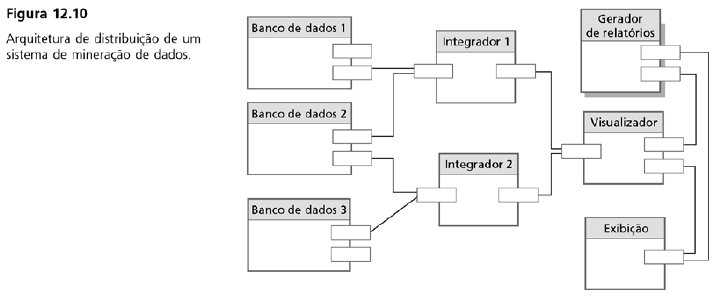 Figura 12.10
Arquitetura de distribuição de um
sistema de mineração de dados.
Banco de dados 1
Integrador 1
Gerador
de relatórios
Banco de dados 2
Visualizador
Integrador 2
Banco de dados 3
Exibição